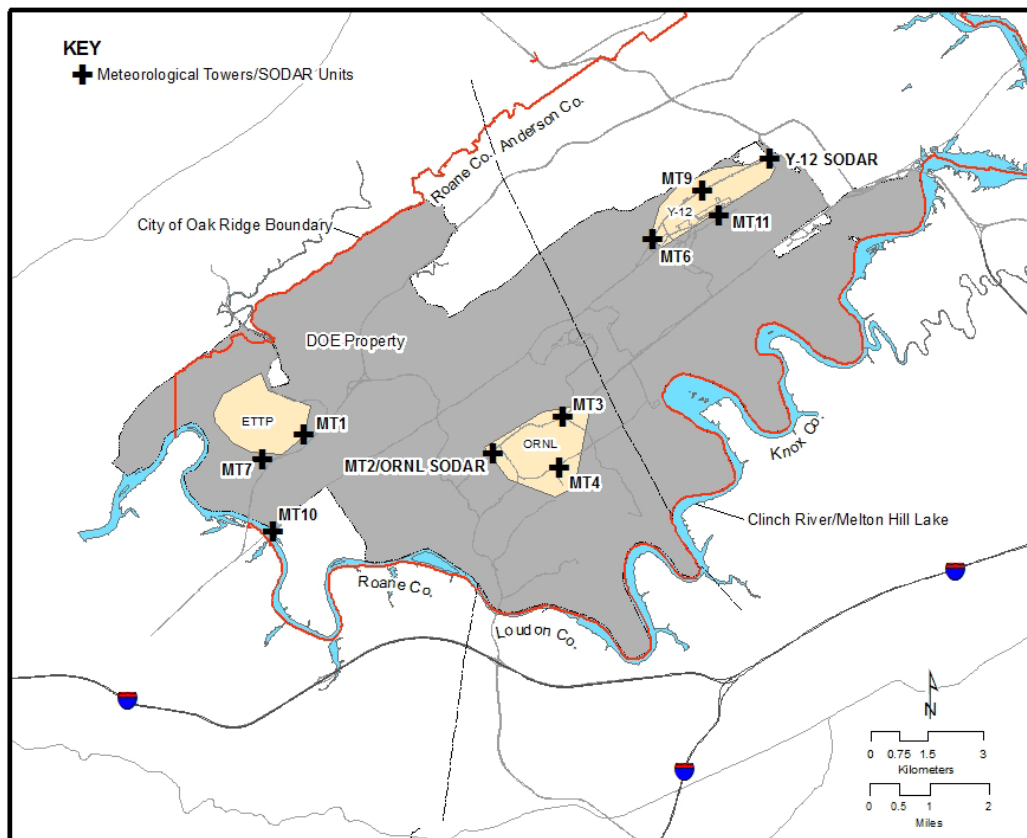 KEY
Meteorological Towers/SODAR Units
Roane Co.
Anderson Co.
Y-12 SODAR
MT9
Y-12
MT11
MT6
City of Oak Ridge Boundary
DOE Property
ETTP
MT1
MT7
MT10
MT3
ORNL
MT2/ORNL SODAR
MT4
Knox Co.
Clinch River/Melton Hill Lake
Roane Co.
Loudon Co.
N
0 0.75 1.5 3
Kilometers
0 0.5 1 2
Miles